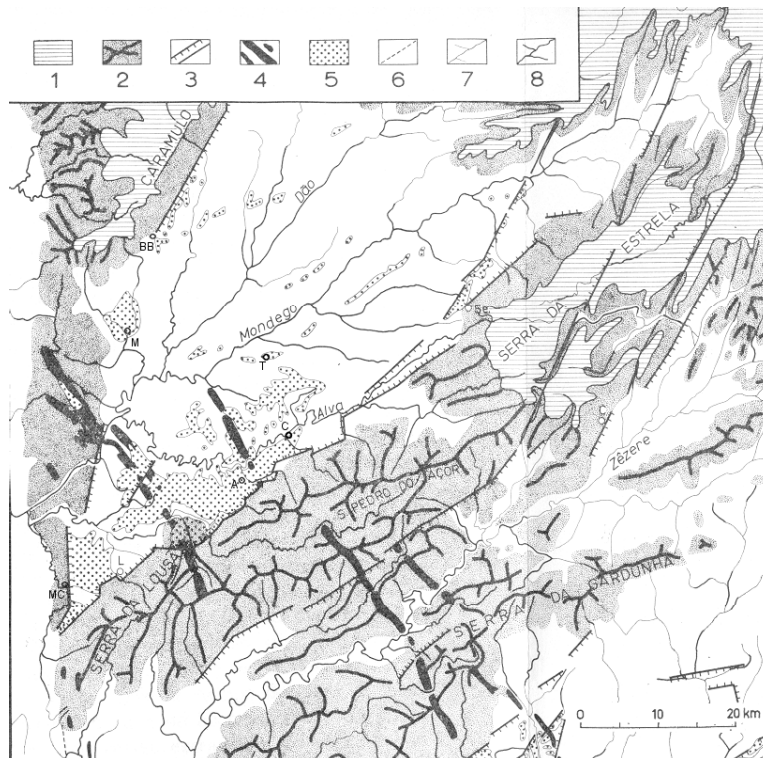 1 2 3 4 5 6 7 8
CARAMULO
Dão
BB
SERRA DA ESTRELA
Mondego
Se
M
T
Alva
C
C
Zêzere
A
S. PEDRO DO AÇOR
L
MC
SERRA DA LOUSÃ
SERRA DA GARDUNHA
0 10 20 km